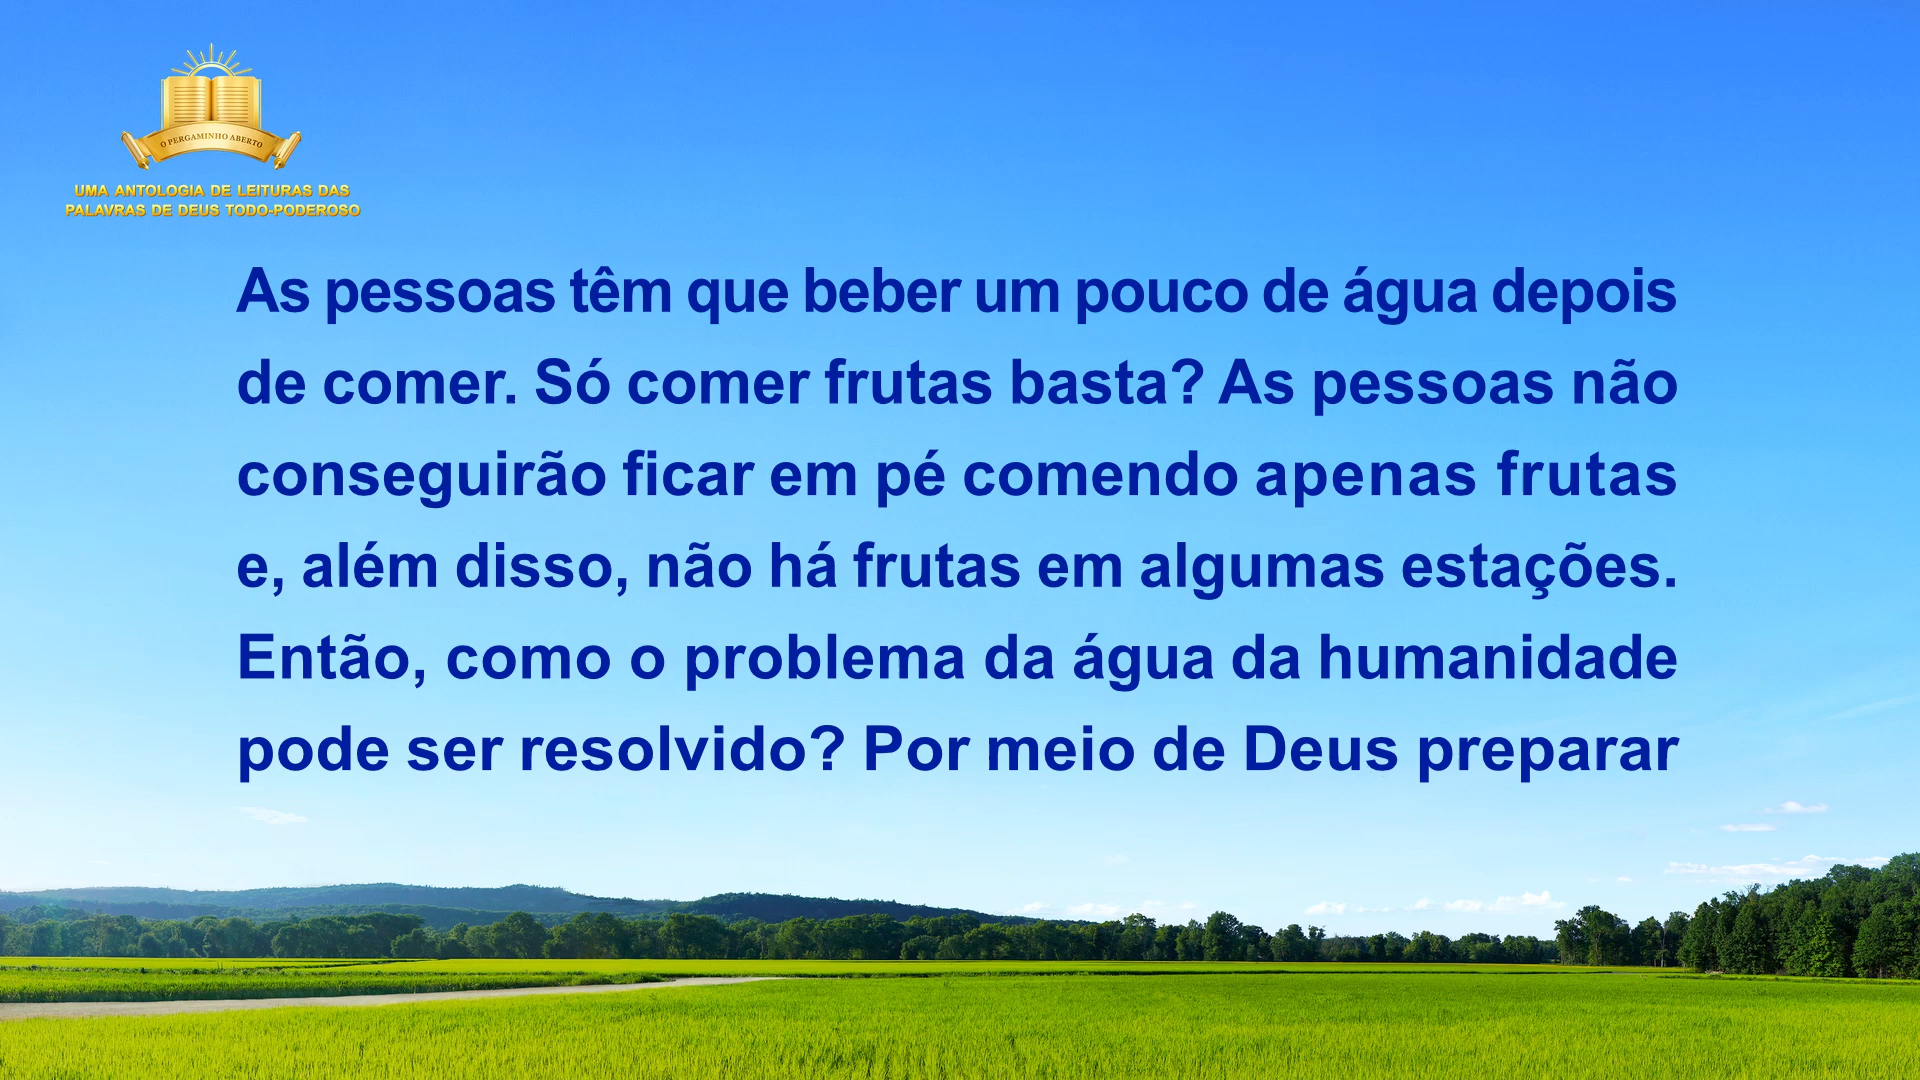 O PERGAMINHO ABERTO
UMA ANTOLOGIA DE LEITURAS DAS
PALAVRAS DE DEUS TODO-PODEROSO
As pessoas têm que beber um pouco de água depois
de comer. Só comer frutas basta? As pessoas não
conseguirão ficar em pé comendo apenas frutas
e, além disso, não há frutas em algumas estações.
Então, como o problema da água da humanidade
pode ser resolvido? Por meio de Deus preparar